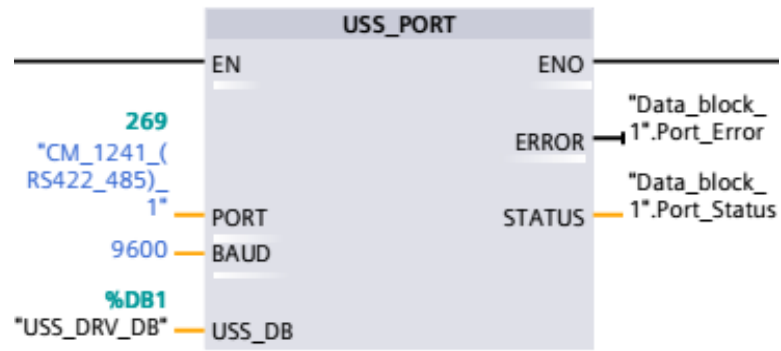 USS_PORT
EN
ENO
"Data_block_
1".Port_Error
ERROR
269
"CM_1241_(
RS422_485)_
1"
PORT
"Data_block_
1".Port_Status
STATUS
9600
BAUD
%DB1
"USS_DRV_DB"
USS_DB